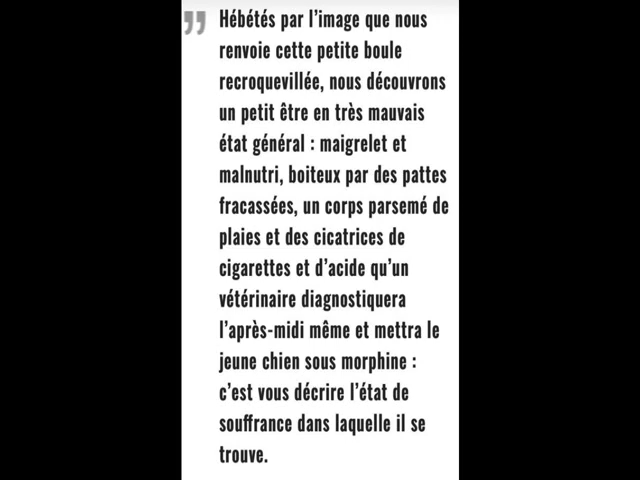 ” Hébétés par l’image que nous
renvoie cette petite boule
recroquevillée, nous découvrons
un petit être en très mauvais
état général : maigrelet et
malnutri, boiteux par des pattes
fracassées, un corps parsemé de
plaies et des cicatrices de
cigarettes et d’acide qu’un
vétérinaire diagnostiquera
l’après-midi même et mettra le
jeune chien sous morphine :
c’est vous décrire l’état de
souffrance dans laquelle il se
trouve.